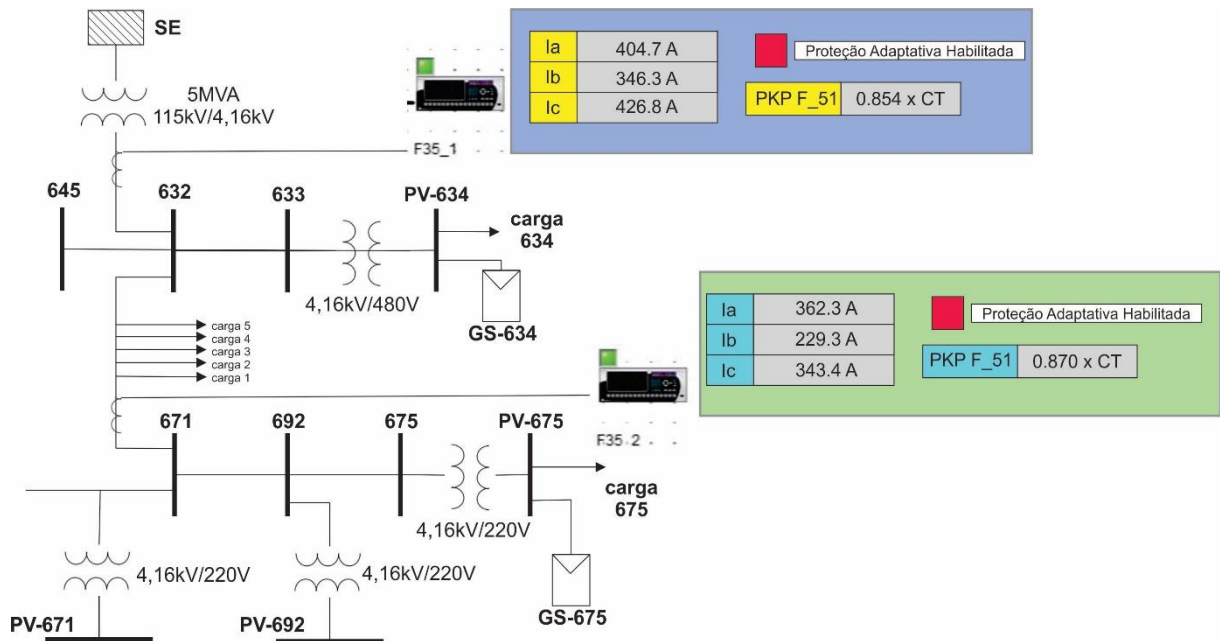 SE
5MVA
115kV/4,16kV
F35_1
Ia 404.7 A
Ib 346.3 A
Ic 426.8 A
Proteção Adaptativa Habilitada
PKP F_51 0.854 x CT
645
632
633
PV-634
carga
634
4,16kV/480V
GS-634
carga 5
carga 4
carga 3
carga 2
carga 1
Ia 362.3 A
Ib 229.3 A
Ic 343.4 A
Proteção Adaptativa Habilitada
PKP F_51 0.870 x CT
F35 2
671
692
675
PV-675
carga
675
4,16kV/220V
4,16kV/220V
4,16kV/220V
GS-675
PV-671
PV-692